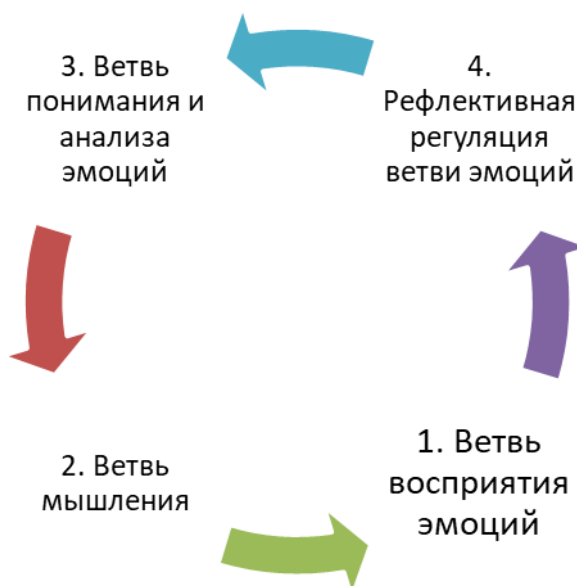 3. Ветвь
понимания и
анализа
эмоций
4.
Рефлективная
регуляция
ветви эмоций
2. Ветвь
мышления
1. Ветвь
восприятия
эмоций